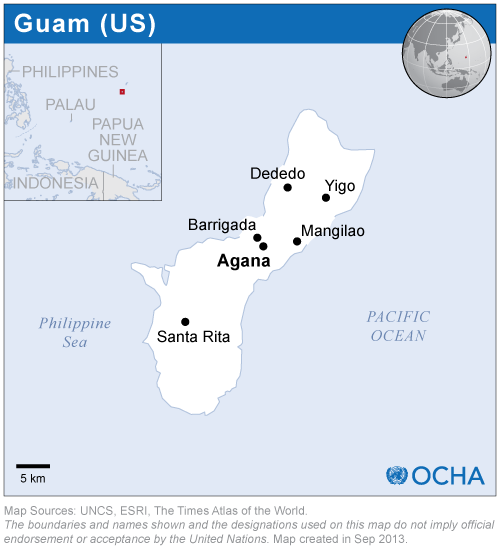 Guam (US)
PHILIPPINES
PALAU
PAPUA
NEW
GUINEA
INDONESIA
Dededo
Yigo
Barrigada
Mangilao
Agana
Philippine
Sea
PACIFIC
OCEAN
Santa Rita
5 km
OCHA
Map Sources: UNCS, ESRI, The Times Atlas of the World.
The boundaries and names shown and the designations used on this map do not imply official
endorsement or acceptance by the United Nations. Map created in Sep 2013.